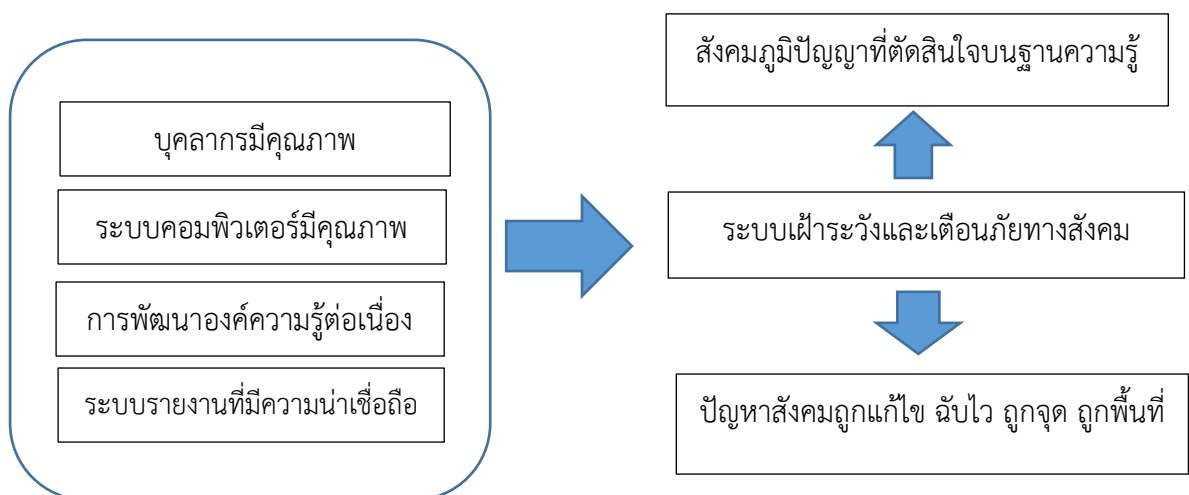 บุคลากรมีคุณภาพ
ระบบคอมพิวเตอร์มีคุณภาพ
การพัฒนาองค์ความรู้ต่อเนื่อง
ระบบรายงานที่มีความน่าเชื่อถือ
สังคมภูมิปัญญาที่ตัดสินใจบนฐานความรู้
ระบบเฝ้าระวังและเตือนภัยทางสังคม
ปัญหาสังคมถูกแก้ไข ฉับไว ถูกจุด ถูกพื้นที่